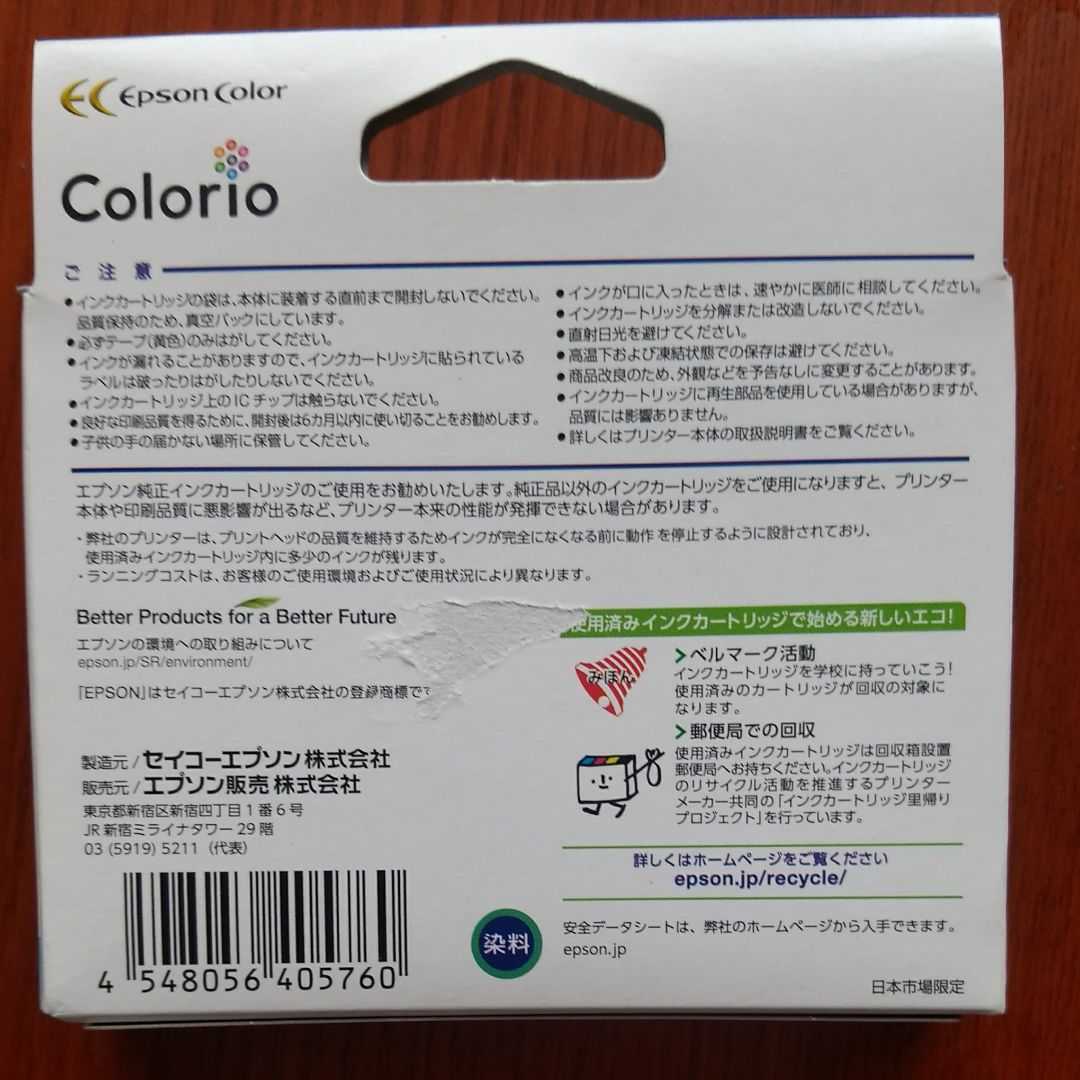 EC Epson Color
Colorio
ご 注 意
●インクカートリッジの袋は、本体に装着する直前まで開封しないでください。
品質保持のため、真空パックにしています。
●必ずテープ(黄色)のみはがしてください。
●インクが漏れることがありますので、インクカートリッジに貼られている
ラベルは破ったりはがしたりしないでください。
●インクカートリッジ上のICチップは触らないでください。
●良好な印刷品質を得るために、開封後は6カ月以内に使い切ることをお勧めします。
●子供の手の届かない場所に保管してください。
●インクが口に入ったときは、速やかに医師に相談してください。
●インクカートリッジを分解または改造しないでください。
●直射日光を避けてください。
●高温下および凍結状態での保存は避けてください。
●商品改良のため、外観などを予告なしに変更することがあります。
●インクカートリッジに再生部品を使用している場合がありますが、
品質には影響ありません。
●詳しくはプリンター本体の取扱説明書をご覧ください。
エプソン純正インクカートリッジのご使用をお勧めいたします。純正品以外のインクカートリッジをご使用になりますと、プリンター
本体や印刷品質に悪影響が出るなど、プリンター本来の性能が発揮できない場合があります。
・弊社のプリンターは、プリントヘッドの品質を維持するためインクが完全になくなる前に動作を停止するように設計されており、
使用済みインクカートリッジ内に多少のインクが残ります。
・ランニングコストは、お客様のご使用環境およびご使用状況により異なります。
Better Products for a Better Future
エプソンの環境への取り組みについて
epson.jp/SR/environment/
「EPSON」はセイコーエプソン株式会社の登録商標で
製造元/セイコーエプソン株式会社
販売元/エプソン販売株式会社
東京都新宿区新宿四丁目1番6号
JR新宿ミライナタワー29階
03 (5919) 5211(代表)
4 548056 405760
染料
使用済みインクカートリッジで始める新しいエコ!
みほん
ベルマーク活動
インクカートリッジを学校に持っていこう!
使用済みのカートリッジが回収の対象に
なります。
郵便局での回収
使用済みインクカートリッジは回収箱設置
郵便局へお持ちください。インクカートリッジ
のリサイクル活動を推進するプリンター
メーカー共同の「インクカートリッジ里帰り
プロジェクト」を行っています。
詳しくはホームページをご覧ください
epson.jp/recycle/
安全データシートは、弊社のホームページから入手できます。
epson.jp
日本市場限定